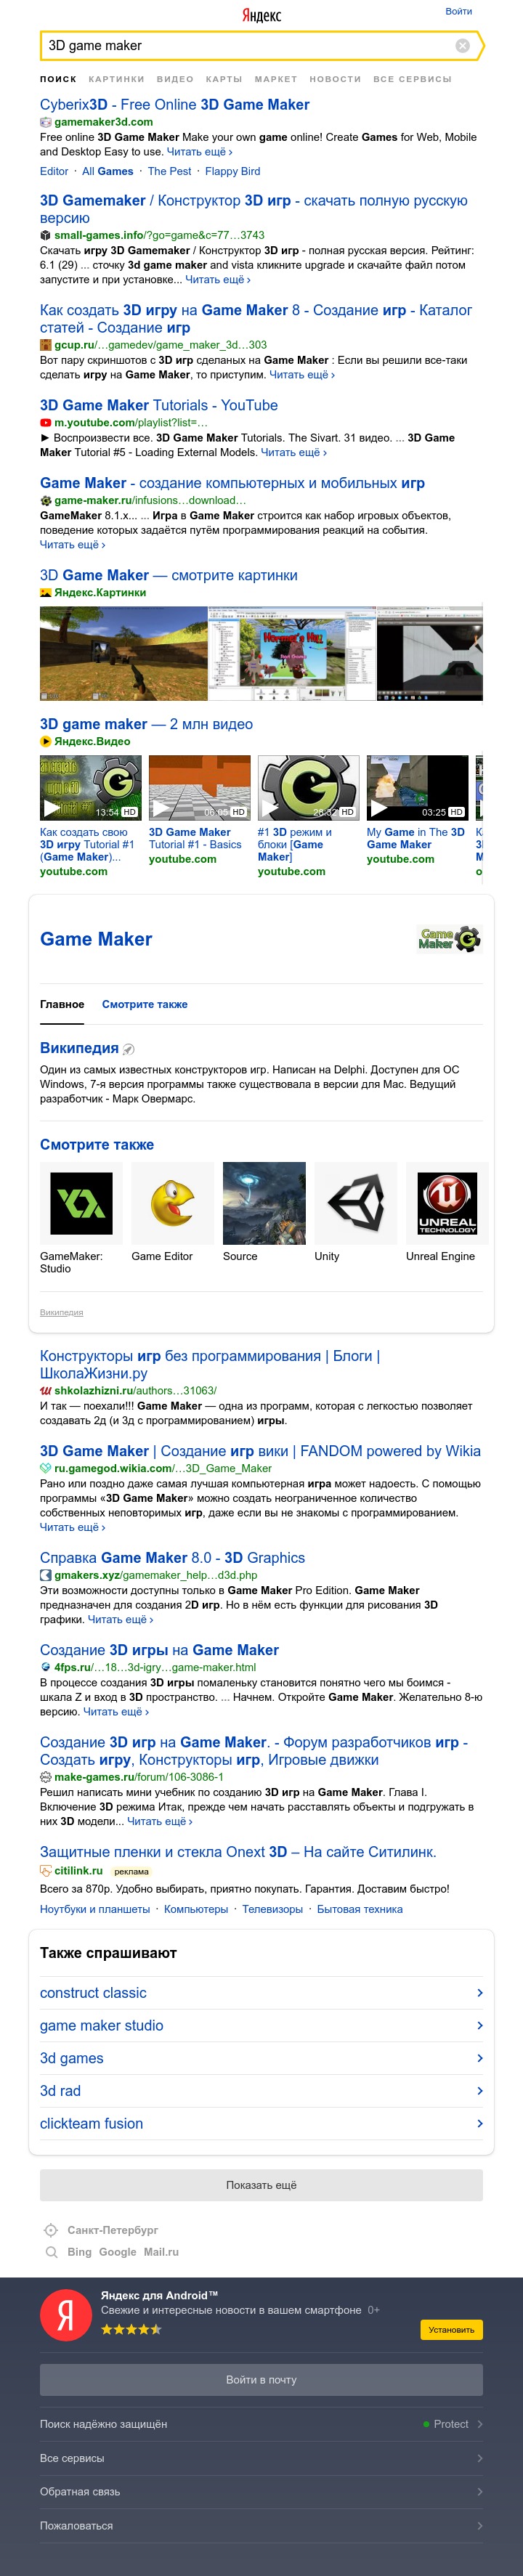 Яндекс
Войти
3D game maker
ПОИСК КАРТИНКИ ВИДЕО КАРТЫ МАРКЕТ НОВОСТИ ВСЕ СЕРВИСЫ
Cyberix3D - Free Online 3D Game Maker
gamemaker3d.com
Free online 3D Game Maker Make your own game online! Create Games for Web, Mobile
and Desktop Easy to use. Читать ещё ›
Editor · All Games · The Pest · Flappy Bird
3D Gamemaker / Конструктор 3D игр - скачать полную русскую
версию
small-games.info/?go=game&c=77…3743
Скачать игру 3D Gamemaker / Конструктор 3D игр - полная русская версия. Рейтинг:
6.1 (29) ... сточку 3d game maker and vista кликните upgrade и скачайте файл потом
запустите и при установке... Читать ещё ›
Как создать 3D игру на Game Maker 8 - Создание игр - Каталог
статей - Создание игр
gcup.ru/…gamedev/game_maker_3d…303
Вот пару скриншотов с 3D игр сделаных на Game Maker : Если вы решили все-таки
сделать игру на Game Maker, то приступим. Читать ещё ›
3D Game Maker Tutorials - YouTube
m.youtube.com/playlist?list=…
► Воспроизвести все. 3D Game Maker Tutorials. The Sivart. 31 видео. ... 3D Game
Maker Tutorial #5 - Loading External Models. Читать ещё ›
Game Maker - создание компьютерных и мобильных игр
game-maker.ru/infusions…download…
GameMaker 8.1.x... ... Игра в Game Maker строится как набор игровых объектов,
поведение которых задаётся путём программирования реакций на события.
Читать ещё ›
3D Game Maker — смотрите картинки
Яндекс.Картинки
3D game maker — 2 млн видео
Яндекс.Видео
13:54 HD
HD
HD
03:25 HD
Как создать свою
3D игру Tutorial #1
(Game Maker)...
youtube.com
3D Game Maker
Tutorial #1 - Basics
youtube.com
#1 3D режим и
блоки [Game
Maker]
youtube.com
My Game in The 3D
Game Maker
youtube.com
Game Maker
Game Maker
Главное Смотрите также
Википедия
Один из самых известных конструкторов игр. Написан на Delphi. Доступен для ОС
Windows, 7-я версия программы также существовала в версии для Mac. Ведущий
разработчик - Марк Овермарс.
Смотрите также
UNREAL
TECHNOLOGY
GameMaker:
Studio
Game Editor
Source
Unity
Unreal Engine
Википедия
Конструкторы игр без программирования | Блоги |
ШколаЖизни.ру
shkolazhizni.ru/authors…31063/
И так — поехали!!! Game Maker — одна из программ, которая с легкостью позволяет
создавать 2д (и 3д с программированием) игры.
3D Game Maker | Создание игр вики | FANDOM powered by Wikia
ru.gamegod.wikia.com/…3D_Game_Maker
Рано или поздно даже самая лучшая компьютерная игра может надоесть. С помощью
программы «3D Game Maker» можно создать неограниченное количество
собственных неповторимых игр, даже если вы не знакомы с программированием.
Читать ещё ›
Справка Game Maker 8.0 - 3D Graphics
gmakers.xyz/gamemaker_help…d3d.php
Эти возможности доступны только в Game Maker Pro Edition. Game Maker
предназначен для создания 2D игр. Но в нём есть функции для рисования 3D
графики. Читать ещё ›
Создание 3D игры на Game Maker
4fps.ru/…18…3d-igry…game-maker.html
В процессе создания 3D игры помаленьку становится понятно чего мы боимся -
шкала Z и вход в 3D пространство. ... Начнем. Откройте Game Maker. Желательно 8-ю
версию. Читать ещё ›
Создание 3D игр на Game Maker. - Форум разработчиков игр -
Создать игру, Конструкторы игр, Игровые движки
make-games.ru/forum/106-3086-1
Решил написать мини учебник по созданию 3D игр на Game Maker. Глава I.
Включение 3D режима Итак, прежде чем начать расставлять объекты и подгружать в
них 3D модели... Читать ещё ›
Защитные пленки и стекла Onext 3D – На сайте Ситилинк.
citilink.ru реклама
Всего за 870р. Удобно выбирать, приятно покупать. Гарантия. Доставим быстро!
Ноутбуки и планшеты · Компьютеры · Телевизоры · Бытовая техника
Также спрашивают
construct classic
game maker studio
3d games
3d rad
clickteam fusion
Показать ещё
Санкт-Петербург
Bing Google Mail.ru
Я
Яндекс для Android™
Свежие и интересные новости в вашем смартфоне 0+
Установить
Войти в почту
Поиск надёжно защищён
Protect
Все сервисы
Обратная связь
Пожаловаться